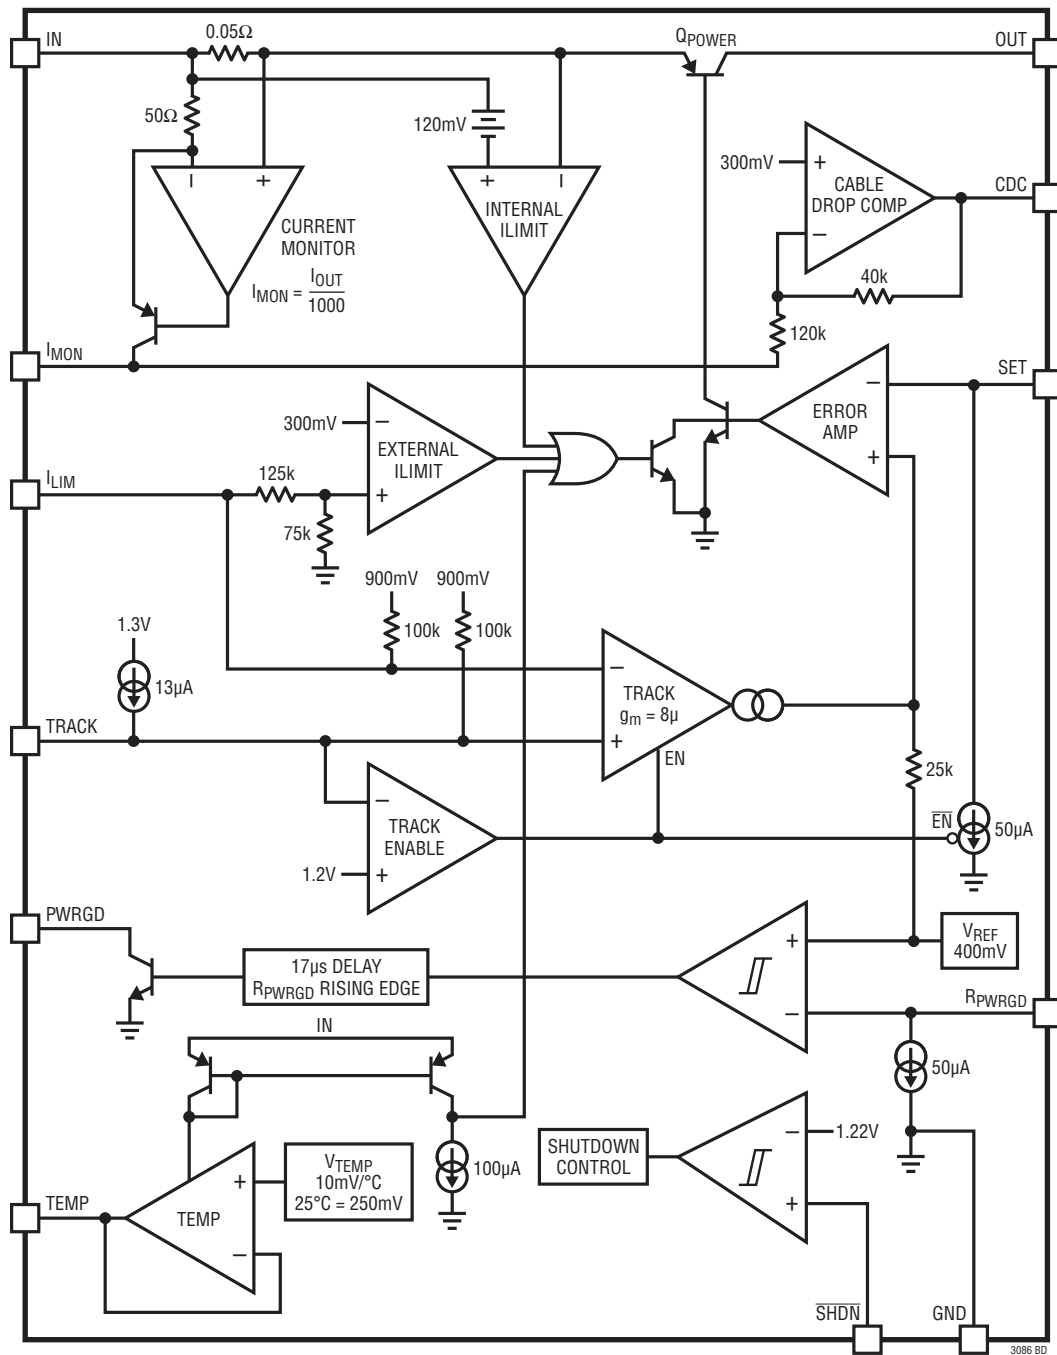 IN
0.05Ω
QPOWER
OUT
50Ω
120mV
300mV
+
CABLE
DROP COMP
–
CDC
–
+
CURRENT
MONITOR
+
–
INTERNAL
ILIMIT
IMON = IOUT
1000
40k
120k
IMON
SET
300mV
–
EXTERNAL
ILIMIT
+
–
ERROR
AMP
+
ILIM
125k
75k
900mV
900mV
100k
100k
1.3V
13µA
–
TRACK
gm = 8µ
+
EN
TRACK
25k
–
TRACK
ENABLE
+
1.2V
EN
50µA
PWRGD
17µs DELAY
RPWRGD RISING EDGE
+
–
VREF
400mV
RPWRGD
IN
50µA
100µA
SHUTDOWN
CONTROL
–
1.22V
+
TEMP
TEMP
+
–
VTEMP
10mV/°C
25°C = 250mV
SHDN
GND
3086 BD